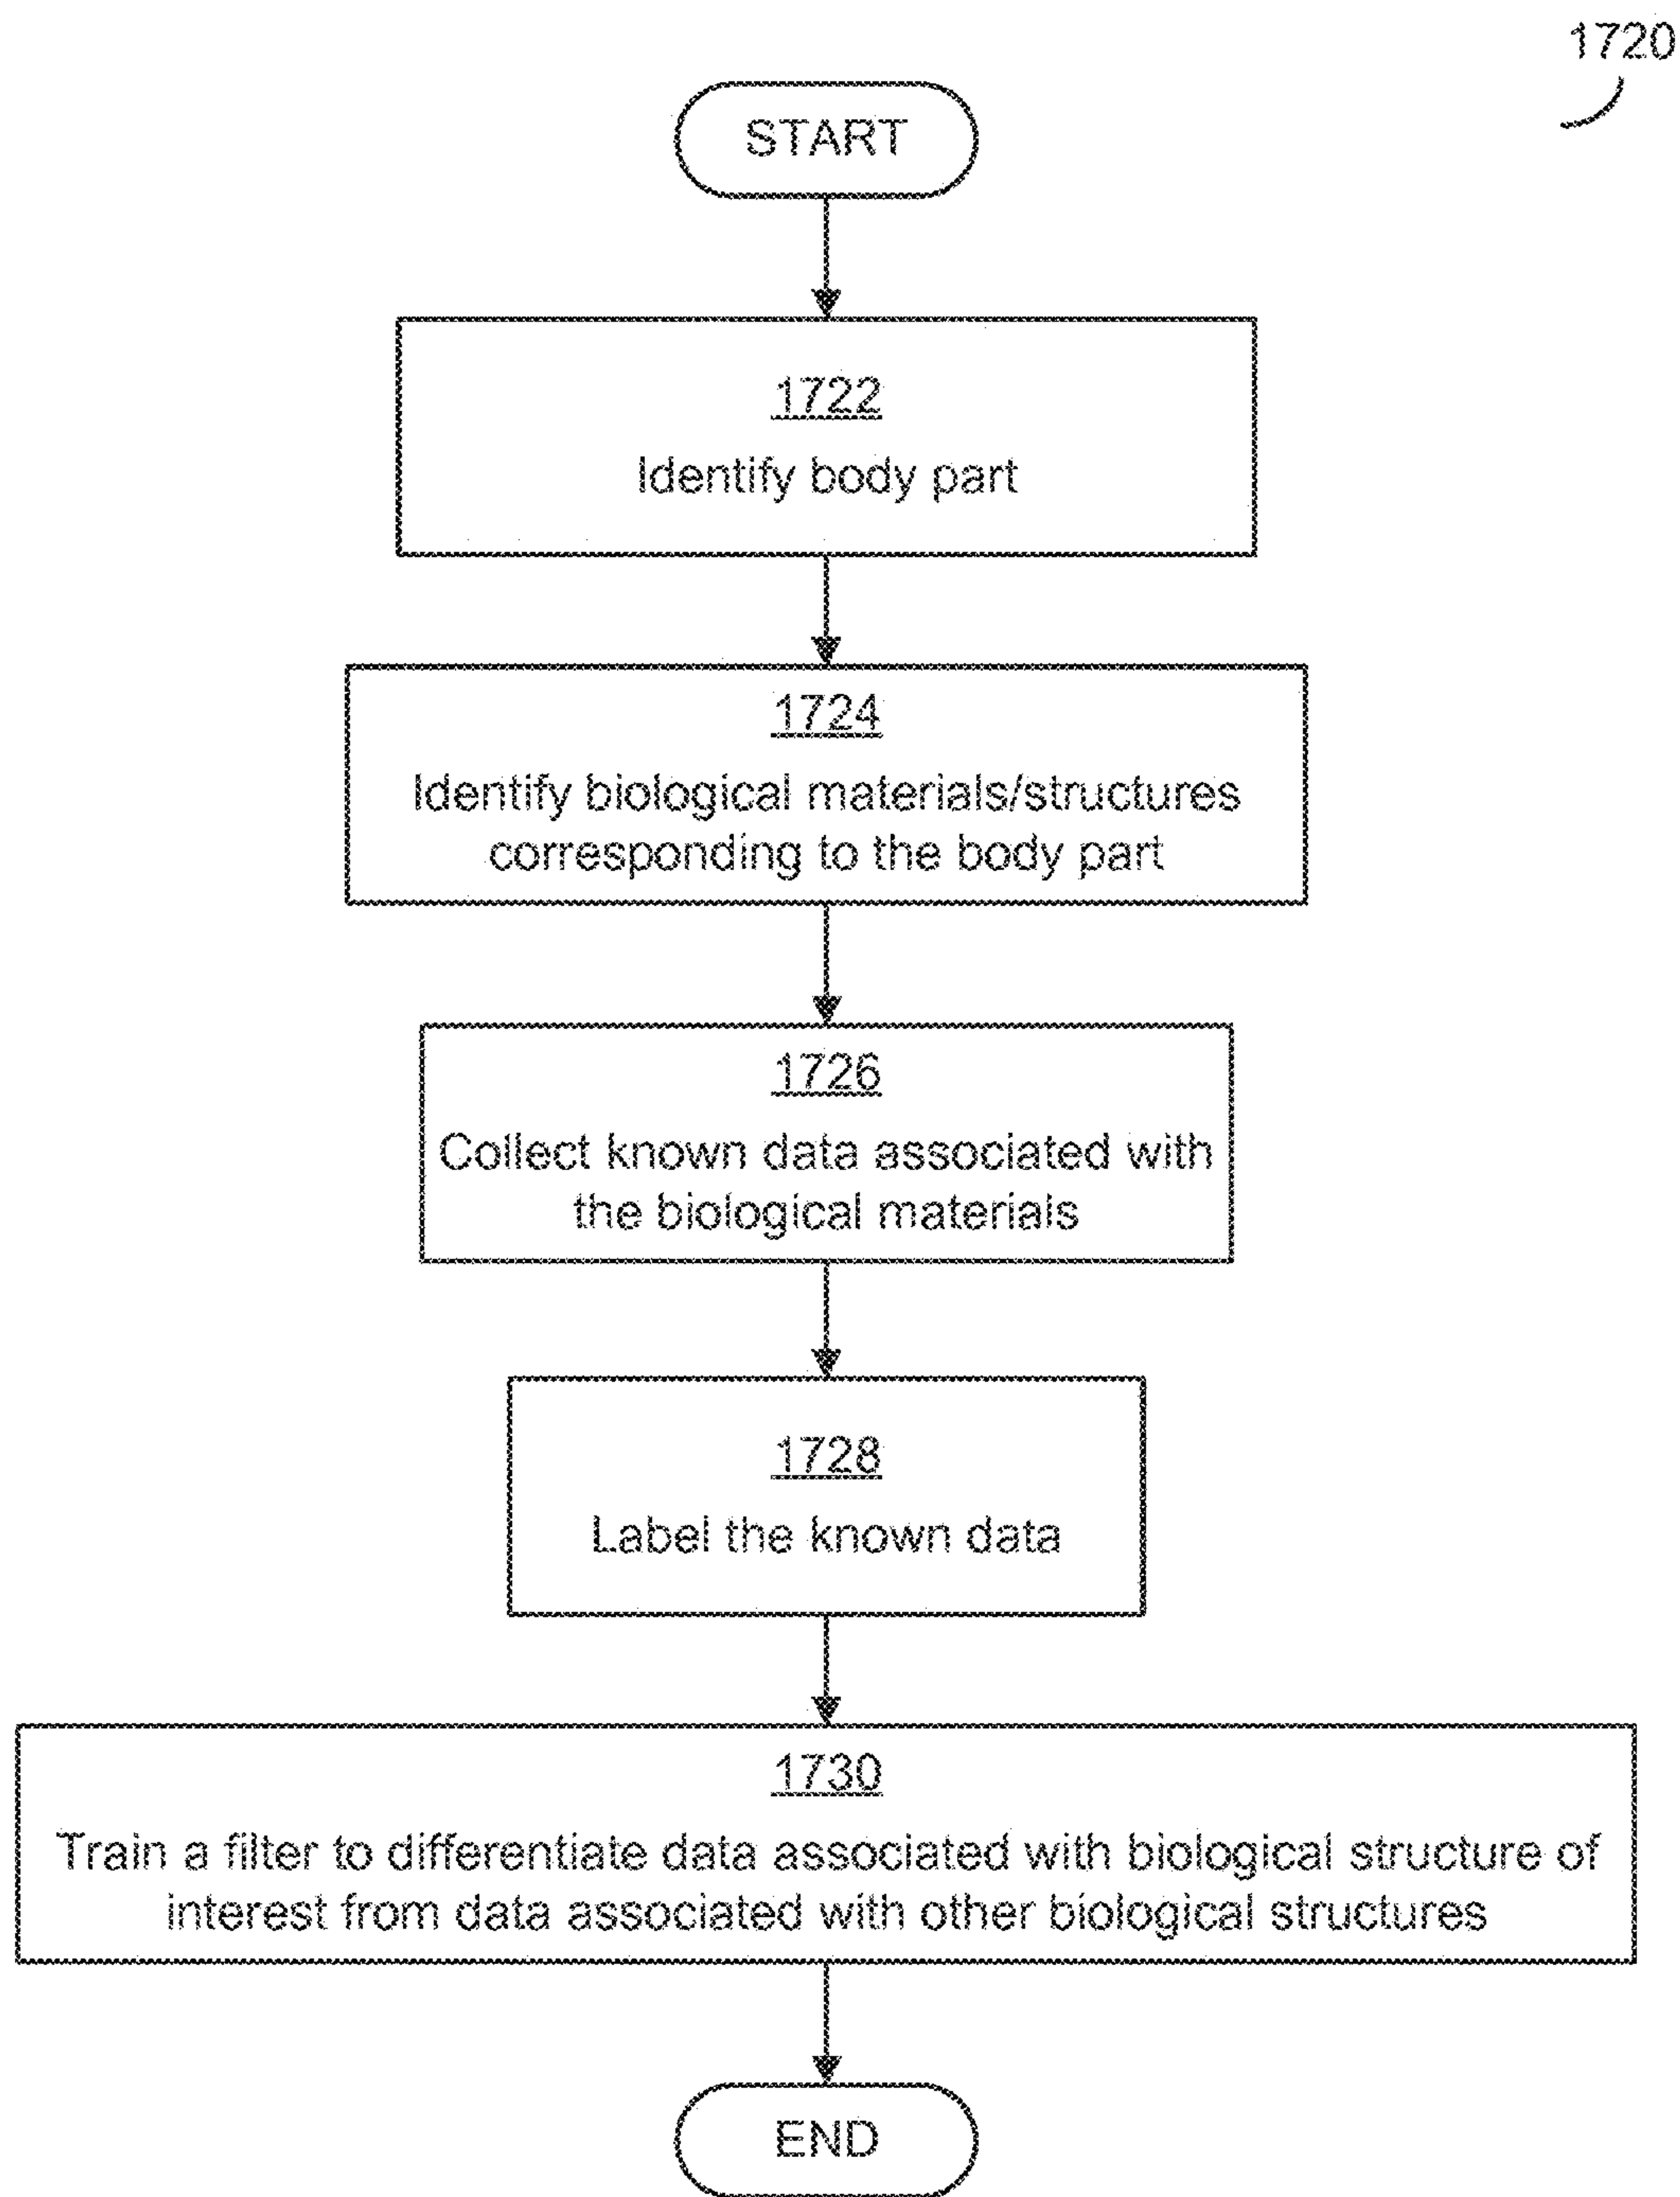 1720
START
1722
Identify body part
1724
Identify biological materials/structures
corresponding to the body part
1726
Collect known data associated with
the biological materials
1728
Label the known data
1730
Train a filter to differentiate data associated with biological structure of
interest from data associated with other biological structures
END